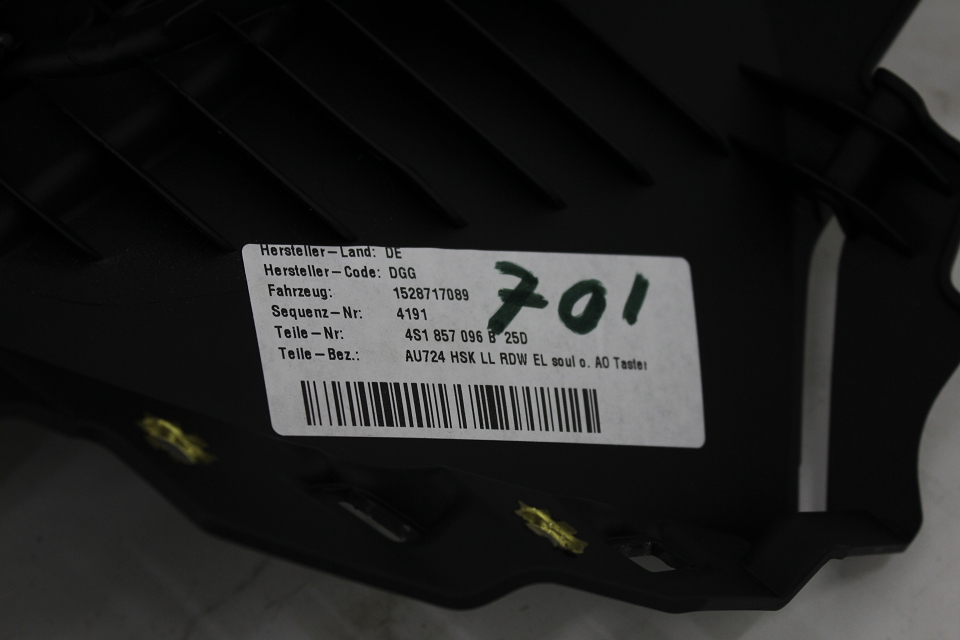 Hersteller-Land: DE
Hersteller-Code: DGG
Fahrzeug: 1528717089
Sequenz-Nr: 4191
Teile-Nr: 4S1 857 096 B 25D
Teile-Bez.: AU724 HSK LL RDW EL soul o. AO Taster
701